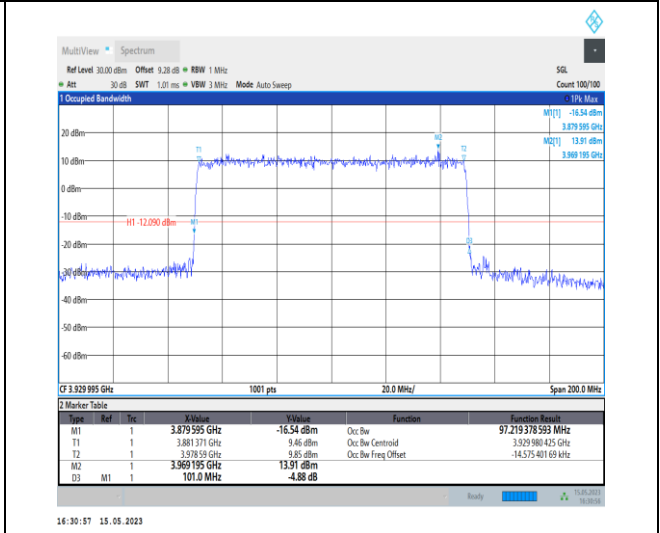 MultiView Spectrum
Ref Level 30.00 dBm Offset 9.28 dB RBW 1 MHz SGL
Att 30 dB SWT 1.01 ms VBW 3 MHz Mode Auto Sweep Count 100/100
1 Occupied Bandwidth 1Pk Max
M1[1] -16.54 dBm
3.879 595 GHz
M2[1] 13.91 dBm
3.969 195 GHz
20 dBm
M2
T1
T2
10 dBm
0 dBm
-10 dBm
H1 -12.090 dBm
M1
-20 dBm
D3
-30 dBm
-40 dBm
-50 dBm
-60 dBm
CF 3.929 995 GHz 1001 pts 20.0 MHz/ Span 200.0 MHz
2 Marker Table
Type Ref Trc X-Value Y-Value Function Function Result
M1 1 3.879 595 GHz -16.54 dBm Occ Bw 97.219 378 593 MHz
T1 1 3.881 371 GHz 9.46 dBm Occ Bw Centroid 3.929 980 425 GHz
T2 1 3.978 59 GHz 9.85 dBm Occ Bw Freq Offset -14.575 401 69 kHz
M2 1 3.969 195 GHz 13.91 dBm
D3 M1 1 101.0 MHz -4.88 dB
Ready 15.05.2023
16:30:56
16:30:57 15.05.2023